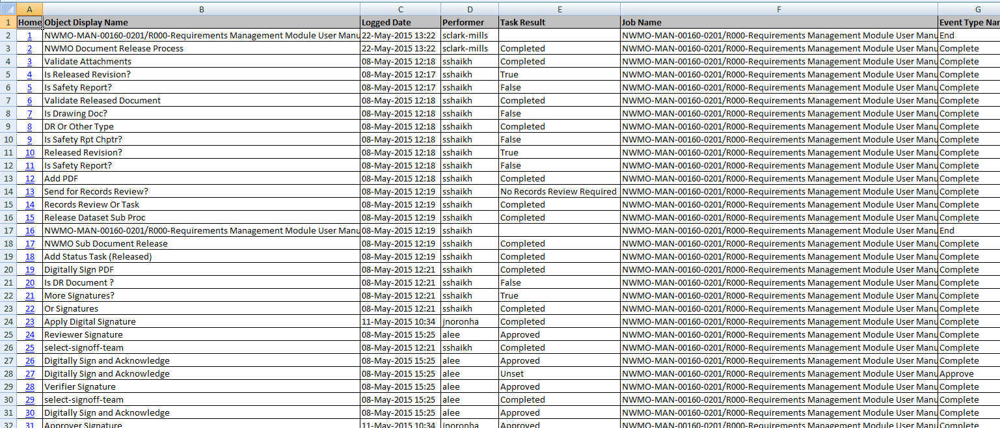 A B C D E F G
1 Home Object Display Name Logged Date Performer Task Result Job Name Event Type Nar
2 1 NWMO-MAN-00160-0201/R000-Requirements Management Module User Manu 22-May-2015 13:22 sclark-mills NWMO-MAN-00160-0201/R000-Requirements Management Module User Manu End
3 2 NWMO Document Release Process 22-May-2015 13:22 sclark-mills Completed NWMO-MAN-00160-0201/R000-Requirements Management Module User Manu Complete
4 3 Validate Attachments 08-May-2015 12:18 sshaikh Completed NWMO-MAN-00160-0201/R000-Requirements Management Module User Manu Complete
5 4 Is Released Revision? 08-May-2015 12:17 sshaikh True NWMO-MAN-00160-0201/R000-Requirements Management Module User Manu Complete
6 5 Is Safety Report? 08-May-2015 12:17 sshaikh False NWMO-MAN-00160-0201/R000-Requirements Management Module User Manu Complete
7 6 Validate Released Document 08-May-2015 12:18 sshaikh Completed NWMO-MAN-00160-0201/R000-Requirements Management Module User Manu Complete
8 7 Is Drawing Doc? 08-May-2015 12:18 sshaikh False NWMO-MAN-00160-0201/R000-Requirements Management Module User Manu Complete
9 8 DR Or Other Type 08-May-2015 12:18 sshaikh Completed NWMO-MAN-00160-0201/R000-Requirements Management Module User Manu Complete
10 9 Is Safety Rpt Chptr? 08-May-2015 12:18 sshaikh False NWMO-MAN-00160-0201/R000-Requirements Management Module User Manu Complete
11 10 Released Revision? 08-May-2015 12:18 sshaikh True NWMO-MAN-00160-0201/R000-Requirements Management Module User Manu Complete
12 11 Is Safety Report? 08-May-2015 12:18 sshaikh False NWMO-MAN-00160-0201/R000-Requirements Management Module User Manu Complete
13 12 Add PDF 08-May-2015 12:18 sshaikh Completed NWMO-MAN-00160-0201/R000-Requirements Management Module User Manu Complete
14 13 Send for Records Review? 08-May-2015 12:19 sshaikh No Records Review Required NWMO-MAN-00160-0201/R000-Requirements Management Module User Manu Complete
15 14 Records Review Or Task 08-May-2015 12:19 sshaikh Completed NWMO-MAN-00160-0201/R000-Requirements Management Module User Manu Complete
16 15 Release Dataset Sub Proc 08-May-2015 12:19 sshaikh Completed NWMO-MAN-00160-0201/R000-Requirements Management Module User Manu Complete
17 16 NWMO-MAN-00160-0201/R000-Requirements Management Module User Manu 08-May-2015 12:19 sshaikh NWMO-MAN-00160-0201/R000-Requirements Management Module User Manu End
18 17 NWMO Sub Document Release 08-May-2015 12:19 sshaikh Completed NWMO-MAN-00160-0201/R000-Requirements Management Module User Manu Complete
19 18 Add Status Task (Released) 08-May-2015 12:19 sshaikh Completed NWMO-MAN-00160-0201/R000-Requirements Management Module User Manu Complete
20 19 Digitally Sign PDF 08-May-2015 12:21 sshaikh Completed NWMO-MAN-00160-0201/R000-Requirements Management Module User Manu Complete
21 20 Is DR Document ? 08-May-2015 12:21 sshaikh False NWMO-MAN-00160-0201/R000-Requirements Management Module User Manu Complete
22 21 More Signatures? 08-May-2015 12:21 sshaikh True NWMO-MAN-00160-0201/R000-Requirements Management Module User Manu Complete
23 22 Or Signatures 08-May-2015 12:21 sshaikh Completed NWMO-MAN-00160-0201/R000-Requirements Management Module User Manu Complete
24 23 Apply Digital Signature 11-May-2015 10:34 jnoronha Completed NWMO-MAN-00160-0201/R000-Requirements Management Module User Manu Complete
25 24 Reviewer Signature 08-May-2015 15:25 alee Approved NWMO-MAN-00160-0201/R000-Requirements Management Module User Manu Complete
26 25 select-signoff-team 08-May-2015 12:21 sshaikh Completed NWMO-MAN-00160-0201/R000-Requirements Management Module User Manu Complete
27 26 Digitally Sign and Acknowledge 08-May-2015 15:25 alee Approved NWMO-MAN-00160-0201/R000-Requirements Management Module User Manu Complete
28 27 Digitally Sign and Acknowledge 08-May-2015 15:25 alee Unset NWMO-MAN-00160-0201/R000-Requirements Management Module User Manu Approve
29 28 Verifier Signature 08-May-2015 15:25 alee Approved NWMO-MAN-00160-0201/R000-Requirements Management Module User Manu Complete
30 29 select-signoff-team 08-May-2015 15:25 alee Completed NWMO-MAN-00160-0201/R000-Requirements Management Module User Manu Complete
31 30 Digitally Sign and Acknowledge 08-May-2015 15:25 alee Approved NWMO-MAN-00160-0201/R000-Requirements Management Module User Manu Complete
32 31 Approver Signature 11-May-2015 10:34 jnoronha Approved NWMO-MAN-00160-0201/R000-Requirements Management Module User Manu Complete